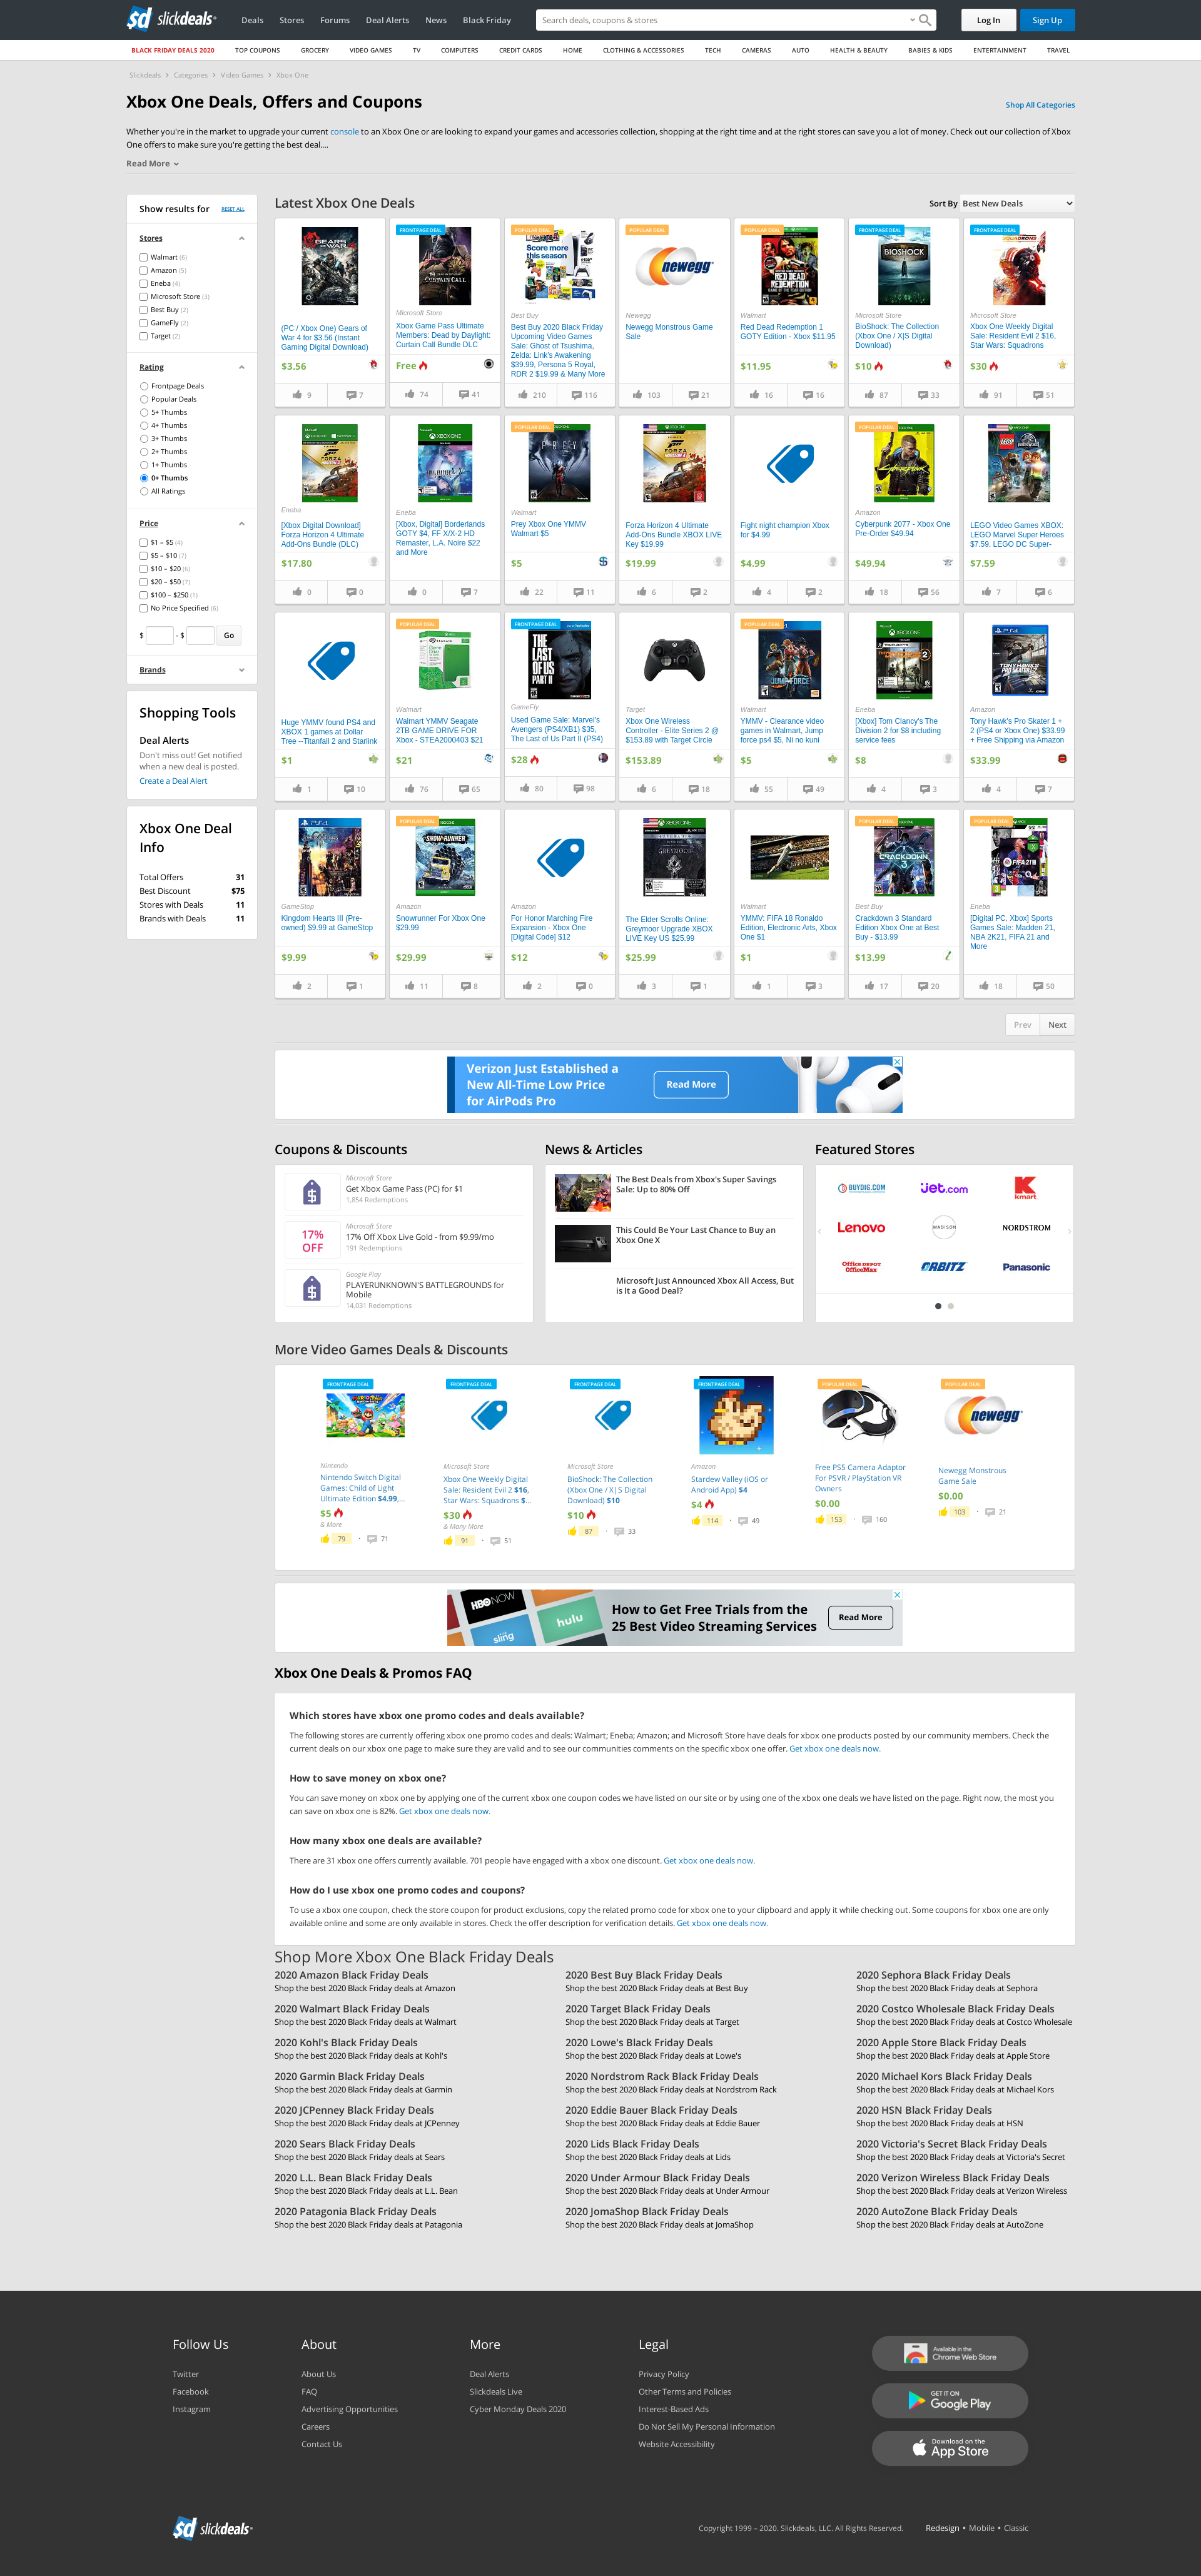 slickdeals
Deals
Stores
Forums
Deal Alerts
News
Black Friday
Search deals, coupons & stores
Log In
Sign Up
BLACK FRIDAY DEALS 2020
TOP COUPONS
GROCERY
VIDEO GAMES
TV
COMPUTERS
CREDIT CARDS
HOME
CLOTHING & ACCESSORIES
TECH
CAMERAS
AUTO
HEALTH & BEAUTY
BABIES & KIDS
ENTERTAINMENT
TRAVEL
Slickdeals > Categories > Video Games > Xbox One
Xbox One Deals, Offers and Coupons
Shop All Categories
Whether you're in the market to upgrade your current console to an Xbox One or are looking to expand your games and accessories collection, shopping at the right time and at the right stores can save you a lot of money. Check out our collection of Xbox
One offers to make sure you're getting the best deal....
Read More
Show results for
RESET ALL
Stores
Walmart (6)
Amazon (5)
Eneba (4)
Microsoft Store (3)
Best Buy (2)
GameFly (2)
Target (2)
Rating
Frontpage Deals
Popular Deals
5+ Thumbs
4+ Thumbs
3+ Thumbs
2+ Thumbs
1+ Thumbs
0+ Thumbs
All Ratings
Price
$1 – $5 (4)
$5 – $10 (7)
$10 – $20 (6)
$20 – $50 (7)
$100 – $250 (1)
No Price Specified (6)
$ - $ Go
Brands
Shopping Tools
Deal Alerts
Don't miss out! Get notified
when a new deal is posted.
Create a Deal Alert
Xbox One Deal
Info
Total Offers 31
Best Discount $75
Stores with Deals 11
Brands with Deals 11
Latest Xbox One Deals
Sort By Best New Deals
(PC / Xbox One) Gears of
War 4 for $3.56 (Instant
Gaming Digital Download)
$3.56
9 7
FRONTPAGE DEAL
CURTAIN CALL
Microsoft Store
Xbox Game Pass Ultimate
Members: Dead by Daylight:
Curtain Call Bundle DLC
Free
74 41
POPULAR DEAL
Score more
this season
Best Buy
Best Buy 2020 Black Friday
Upcoming Video Games
Sale: Ghost of Tsushima,
Zelda: Link's Awakening
$39.99, Persona 5 Royal,
RDR 2 $19.99 & Many More
210 116
POPULAR DEAL
newegg
Newegg
Newegg Monstrous Game
Sale
103 21
POPULAR DEAL
RED DEAD
REDEMPTION
Walmart
Red Dead Redemption 1
GOTY Edition - Xbox $11.95
$11.95
16 16
FRONTPAGE DEAL
BIOSHOCK
Microsoft Store
BioShock: The Collection
(Xbox One / X|S Digital
Download)
$10
87 33
FRONTPAGE DEAL
Microsoft Store
Xbox One Weekly Digital
Sale: Resident Evil 2 $16,
Star Wars: Squadrons
$30
91 51
Eneba
[Xbox Digital Download]
Forza Horizon 4 Ultimate
Add-Ons Bundle (DLC)
$17.80
0 0
Eneba
[Xbox, Digital] Borderlands
GOTY $4, FF X/X-2 HD
Remaster, L.A. Noire $22
and More
0 7
POPULAR DEAL
PREY
Walmart
Prey Xbox One YMMV
Walmart $5
$5
22 11
Forza Horizon 4 Ultimate
Add-Ons Bundle XBOX LIVE
Key $19.99
$19.99
6 2
Fight night champion Xbox
for $4.99
$4.99
4 2
POPULAR DEAL
Amazon
Cyberpunk 2077 - Xbox One
Pre-Order $49.94
$49.94
18 56
LEGO Video Games XBOX:
LEGO Marvel Super Heroes
$7.59, LEGO DC Super-
$7.59
7 6
Huge YMMV found PS4 and
XBOX 1 games at Dollar
Tree --Titanfall 2 and Starlink
$1
1 10
POPULAR DEAL
Walmart
Walmart YMMV Seagate
2TB GAME DRIVE FOR
Xbox - STEA2000403 $21
$21
76 65
FRONTPAGE DEAL
THE
LAST
OF US
PART II
GameFly
Used Game Sale: Marvel's
Avengers (PS4/XB1) $35,
The Last of Us Part II (PS4)
$28
80 98
Target
Xbox One Wireless
Controller - Elite Series 2 @
$153.89 with Target Circle
$153.89
6 18
POPULAR DEAL
JUMP FORCE
Walmart
YMMV - Clearance video
games in Walmart, Jump
force ps4 $5, Ni no kuni
$5
55 49
Eneba
[Xbox] Tom Clancy's The
Division 2 for $8 including
service fees
$8
4 3
PS4
Amazon
Tony Hawk's Pro Skater 1 +
2 (PS4 or Xbox One) $33.99
+ Free Shipping via Amazon
$33.99
4 7
GameStop
Kingdom Hearts III (Pre-
owned) $9.99 at GameStop
$9.99
2 1
POPULAR DEAL
SNOWRUNNER
Amazon
Snowrunner For Xbox One
$29.99
$29.99
11 8
Amazon
For Honor Marching Fire
Expansion - Xbox One
[Digital Code] $12
$12
2 0
GREYMOOR
The Elder Scrolls Online:
Greymoor Upgrade XBOX
LIVE Key US $25.99
$25.99
3 1
Walmart
YMMV: FIFA 18 Ronaldo
Edition, Electronic Arts, Xbox
One $1
$1
1 3
POPULAR DEAL
CRACKDOWN
3
Best Buy
Crackdown 3 Standard
Edition Xbox One at Best
Buy - $13.99
$13.99
17 20
POPULAR DEAL
FIFA 21
Eneba
[Digital PC, Xbox] Sports
Games Sale: Madden 21,
NBA 2K21, FIFA 21 and
More
18 50
Prev Next
Verizon Just Established a
New All-Time Low Price
for AirPods Pro
Read More
Coupons & Discounts
Microsoft Store
Get Xbox Game Pass (PC) for $1
1,854 Redemptions
17%
OFF
Microsoft Store
17% Off Xbox Live Gold - from $9.99/mo
191 Redemptions
Google Play
PLAYERUNKNOWN'S BATTLEGROUNDS for
Mobile
14,031 Redemptions
News & Articles
The Best Deals from Xbox's Super Savings
Sale: Up to 80% Off
This Could Be Your Last Chance to Buy an
Xbox One X
Microsoft Just Announced Xbox All Access, But
is It a Good Deal?
Featured Stores
BUYDIG.COM
jet.com
kmart
Lenovo
MADISON
NORDSTROM
Office DEPOT
OfficeMax
ORBITZ
Panasonic
More Video Games Deals & Discounts
FRONTPAGE DEAL
Nintendo
Nintendo Switch Digital
Games: Child of Light
Ultimate Edition $4.99,...
$5
& More
79 · 71
FRONTPAGE DEAL
Microsoft Store
Xbox One Weekly Digital
Sale: Resident Evil 2 $16,
Star Wars: Squadrons $...
$30
& Many More
91 · 51
FRONTPAGE DEAL
Microsoft Store
BioShock: The Collection
(Xbox One / X|S Digital
Download) $10
$10
87 · 33
FRONTPAGE DEAL
Amazon
Stardew Valley (iOS or
Android App) $4
$4
114 · 49
POPULAR DEAL
Free PS5 Camera Adaptor
For PSVR / PlayStation VR
Owners
$0.00
153 · 160
POPULAR DEAL
newegg
Newegg Monstrous
Game Sale
$0.00
103 · 21
HBO NOW
hulu
sling
How to Get Free Trials from the
25 Best Video Streaming Services
Read More
Xbox One Deals & Promos FAQ
Which stores have xbox one promo codes and deals available?
The following stores are currently offering xbox one promo codes and deals: Walmart; Eneba; Amazon; and Microsoft Store have deals for xbox one products posted by our community members. Check the
current deals on our xbox one page to make sure they are valid and to see our communities comments on the specific xbox one offer. Get xbox one deals now.
How to save money on xbox one?
You can save money on xbox one by applying one of the current xbox one coupon codes we have listed on our site or by using one of the xbox one deals we have listed on the page. Right now, the most you
can save on xbox one is 82%. Get xbox one deals now.
How many xbox one deals are available?
There are 31 xbox one offers currently available. 701 people have engaged with a xbox one discount. Get xbox one deals now.
How do I use xbox one promo codes and coupons?
To use a xbox one coupon, check the store coupon for product exclusions, copy the related promo code for xbox one to your clipboard and apply it while checking out. Some coupons for xbox one are only
available online and some are only available in stores. Check the offer description for verification details. Get xbox one deals now.
Shop More Xbox One Black Friday Deals
2020 Amazon Black Friday Deals
Shop the best 2020 Black Friday deals at Amazon
2020 Best Buy Black Friday Deals
Shop the best 2020 Black Friday deals at Best Buy
2020 Sephora Black Friday Deals
Shop the best 2020 Black Friday deals at Sephora
2020 Walmart Black Friday Deals
Shop the best 2020 Black Friday deals at Walmart
2020 Target Black Friday Deals
Shop the best 2020 Black Friday deals at Target
2020 Costco Wholesale Black Friday Deals
Shop the best 2020 Black Friday deals at Costco Wholesale
2020 Kohl's Black Friday Deals
Shop the best 2020 Black Friday deals at Kohl's
2020 Lowe's Black Friday Deals
Shop the best 2020 Black Friday deals at Lowe's
2020 Apple Store Black Friday Deals
Shop the best 2020 Black Friday deals at Apple Store
2020 Garmin Black Friday Deals
Shop the best 2020 Black Friday deals at Garmin
2020 Nordstrom Rack Black Friday Deals
Shop the best 2020 Black Friday deals at Nordstrom Rack
2020 Michael Kors Black Friday Deals
Shop the best 2020 Black Friday deals at Michael Kors
2020 JCPenney Black Friday Deals
Shop the best 2020 Black Friday deals at JCPenney
2020 Eddie Bauer Black Friday Deals
Shop the best 2020 Black Friday deals at Eddie Bauer
2020 HSN Black Friday Deals
Shop the best 2020 Black Friday deals at HSN
2020 Sears Black Friday Deals
Shop the best 2020 Black Friday deals at Sears
2020 Lids Black Friday Deals
Shop the best 2020 Black Friday deals at Lids
2020 Victoria's Secret Black Friday Deals
Shop the best 2020 Black Friday deals at Victoria's Secret
2020 L.L. Bean Black Friday Deals
Shop the best 2020 Black Friday deals at L.L. Bean
2020 Under Armour Black Friday Deals
Shop the best 2020 Black Friday deals at Under Armour
2020 Verizon Wireless Black Friday Deals
Shop the best 2020 Black Friday deals at Verizon Wireless
2020 Patagonia Black Friday Deals
Shop the best 2020 Black Friday deals at Patagonia
2020 JomaShop Black Friday Deals
Shop the best 2020 Black Friday deals at JomaShop
2020 AutoZone Black Friday Deals
Shop the best 2020 Black Friday deals at AutoZone
Follow Us
Twitter
Facebook
Instagram
About
About Us
FAQ
Advertising Opportunities
Careers
Contact Us
More
Deal Alerts
Slickdeals Live
Cyber Monday Deals 2020
Legal
Privacy Policy
Other Terms and Policies
Interest-Based Ads
Do Not Sell My Personal Information
Website Accessibility
Available in the
Chrome Web Store
GET IT ON
Google Play
Download on the
App Store
slickdeals
Copyright 1999 – 2020. Slickdeals, LLC. All Rights Reserved.
Redesign • Mobile • Classic